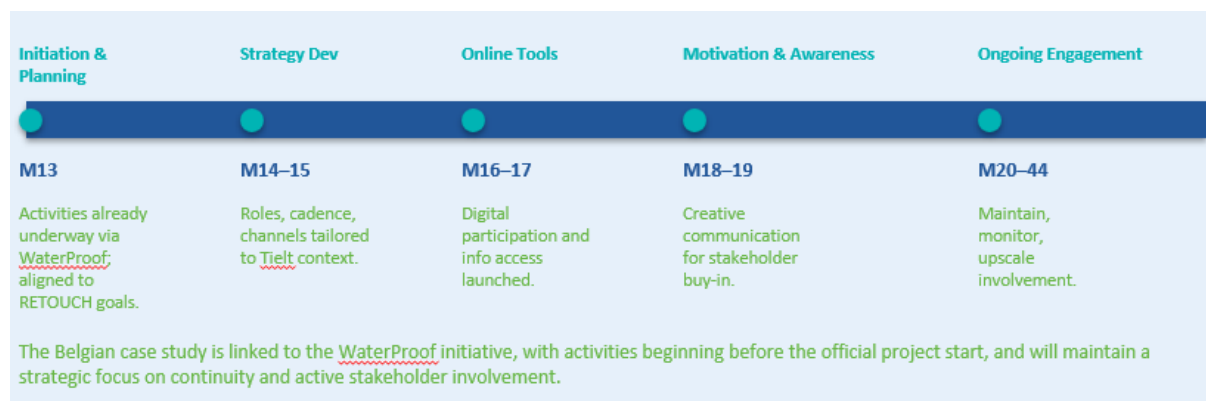 Initiation &
Planning
Strategy Dev
Online Tools
Motivation & Awareness
Ongoing Engagement
M13
M14–15
M16–17
M18–19
M20–44
Activities already
underway via
WaterProof;
aligned to
RETOUCH goals.
Roles, cadence,
channels tailored
to Tielt context.
Digital
participation and
info access
launched.
Creative
communication
for stakeholder
buy-in.
Maintain,
monitor,
upscale
involvement.
The Belgian case study is linked to the WaterProof initiative, with activities beginning before the official project start, and will maintain a
strategic focus on continuity and active stakeholder involvement.